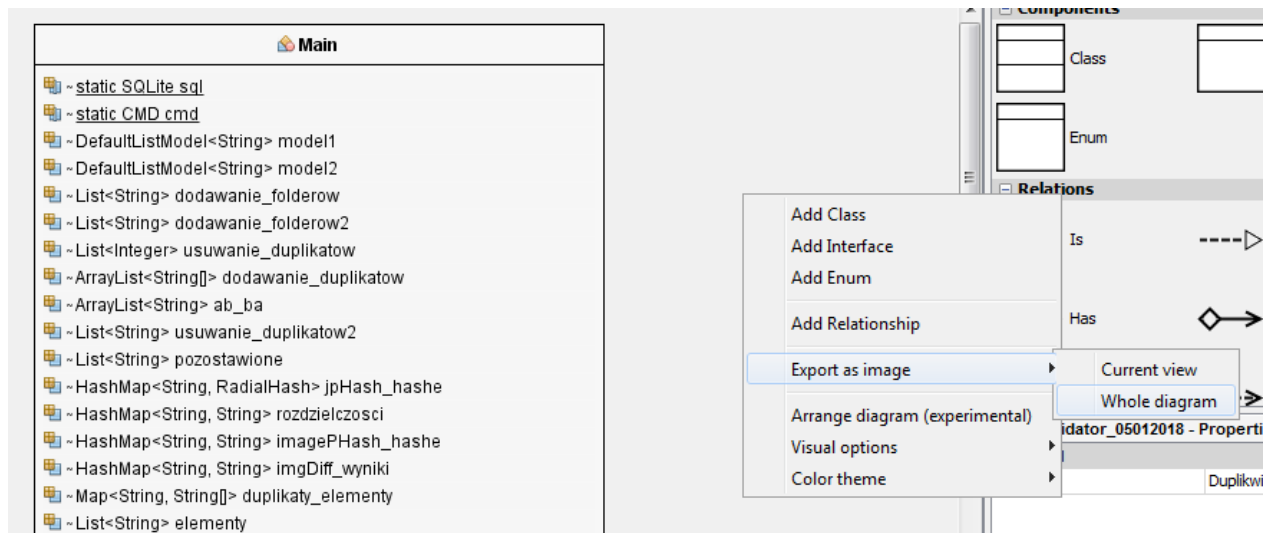 Main
~static SQLite sql
~static CMD cmd
~DefaultListModel<String> model1
~DefaultListModel<String> model2
~List<String> dodawanie_folderow
~List<String> dodawanie_folderow2
~List<Integer> usuwanie_duplikatow
~ArrayList<String[]> dodawanie_duplikatow
~ArrayList<String> ab_ba
~List<String> usuwanie_duplikatow2
~List<String> pozostawione
~HashMap<String, RadialHash> jpHash_hashe
~HashMap<String, String> rozdzielczosci
~HashMap<String, String> imagePHash_hashe
~HashMap<String, String> imgDiff_wyniki
~Map<String, String[]> duplikaty_elementy
~List<String> elementy
Add Class
Add Interface
Add Enum
Add Relationship
Export as image
Arrange diagram (experimental)
Visual options
Color theme
Current view
Whole diagram
Components
Class
Enum
Relations
Is
Has
idator_05012018 - Properti
Duplikwi